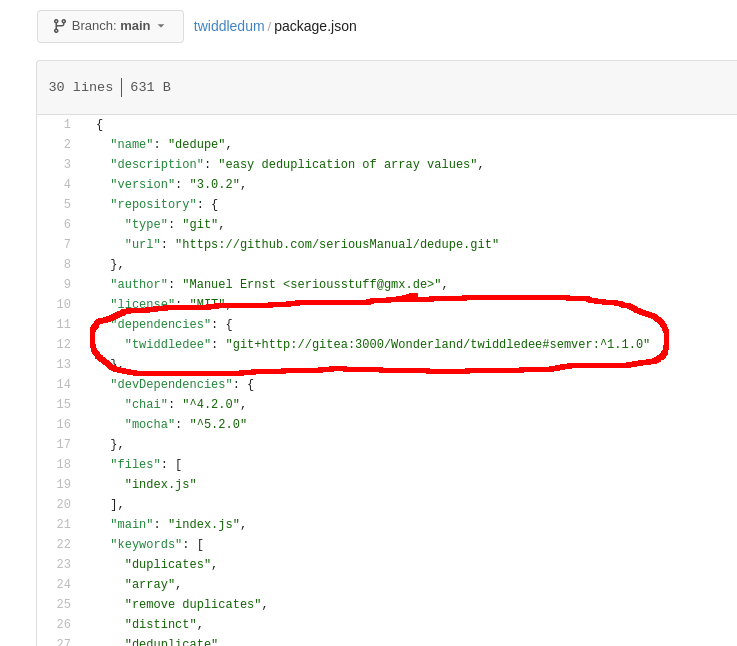 Branch: main twiddledum / package.json
30 lines 631 B
1 {
2 "name": "dedupe",
3 "description": "easy deduplication of array values",
4 "version": "3.0.2",
5 "repository": {
6 "type": "git",
7 "url": "https://github.com/seriousManual/dedupe.git"
8 },
9 "author": "Manuel Ernst <seriousstuff@gmx.de>",
10 "license": "MIT",
11 "dependencies": {
12 "twiddledee": "git+http://gitea:3000/Wonderland/twiddledee#semver:^1.1.0"
13 },
14 "devDependencies": {
15 "chai": "^4.2.0",
16 "mocha": "^5.2.0"
17 },
18 "files": [
19 "index.js"
20 ],
21 "main": "index.js",
22 "keywords": [
23 "duplicates",
24 "array",
25 "remove duplicates",
26 "distinct",
27 "deduplicate"